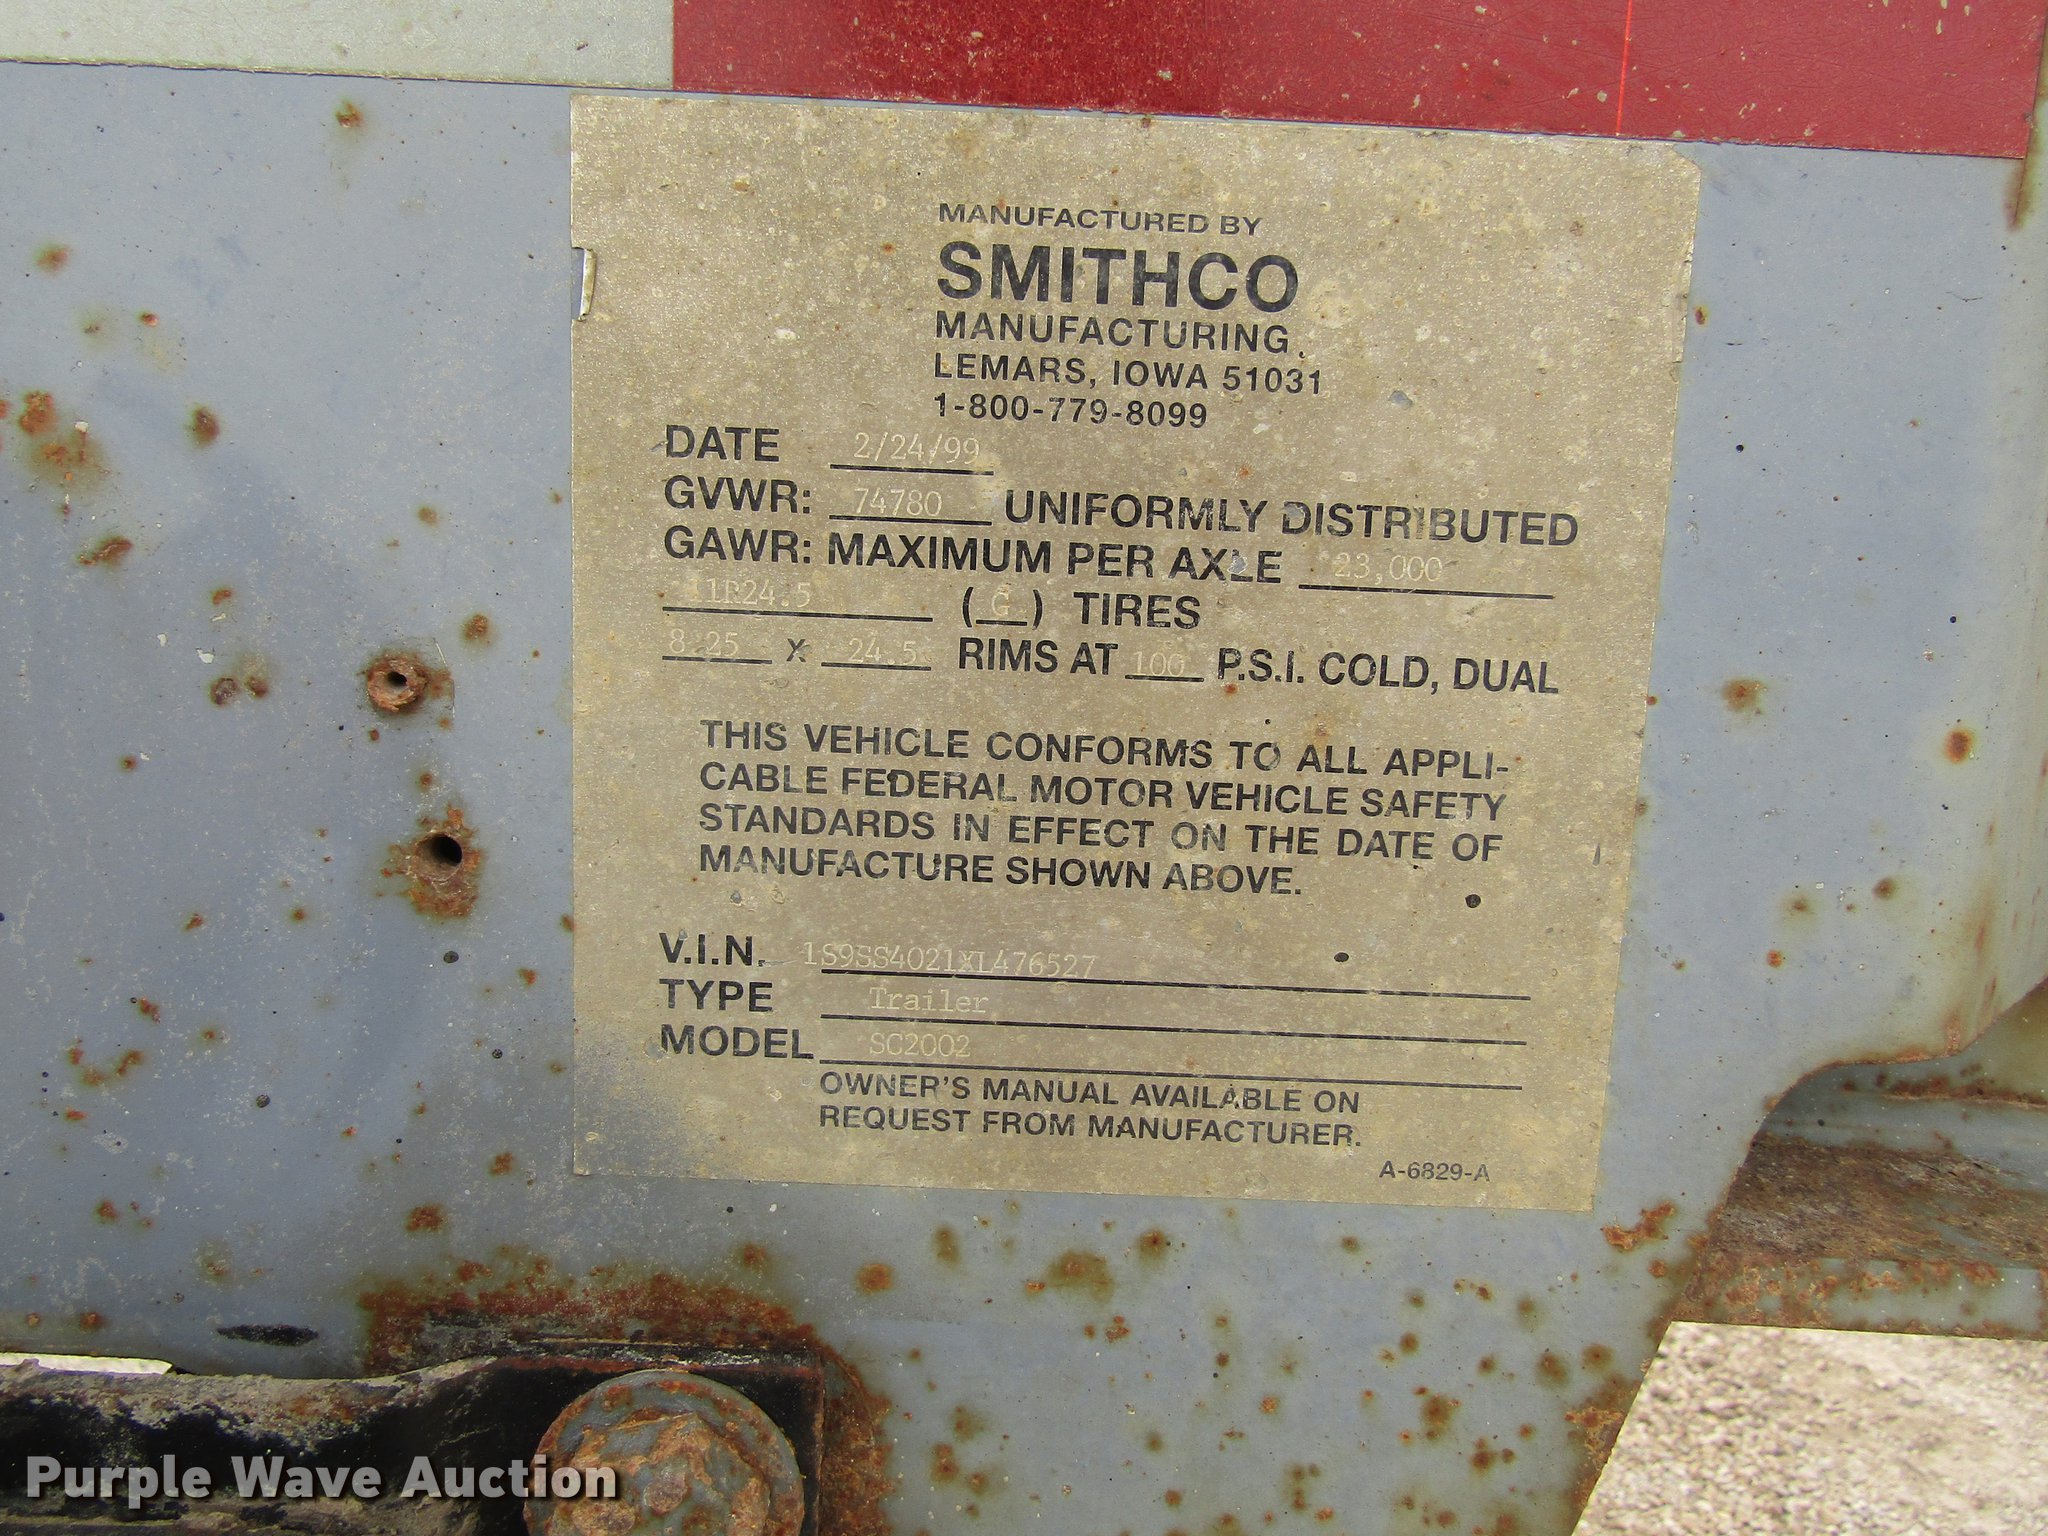 MANUFACTURED BY
SMITHCO
MANUFACTURING
LEMARS, IOWA 51031
1-800-779-8099
DATE 2/24/99
GVWR: 74780 UNIFORMLY DISTRIBUTED
GAWR: MAXIMUM PER AXLE 23,000
11R24.5 (G) TIRES
8.25 X 24.5 RIMS AT 100 P.S.I. COLD, DUAL
THIS VEHICLE CONFORMS TO ALL APPLI-
CABLE FEDERAL MOTOR VEHICLE SAFETY
STANDARDS IN EFFECT ON THE DATE OF
MANUFACTURE SHOWN ABOVE.
V.I.N. 1S9SS4021XL476527
TYPE Trailer
MODEL SC2002
OWNER'S MANUAL AVAILABLE ON
REQUEST FROM MANUFACTURER.
A-6829-A
Purple Wave Auction